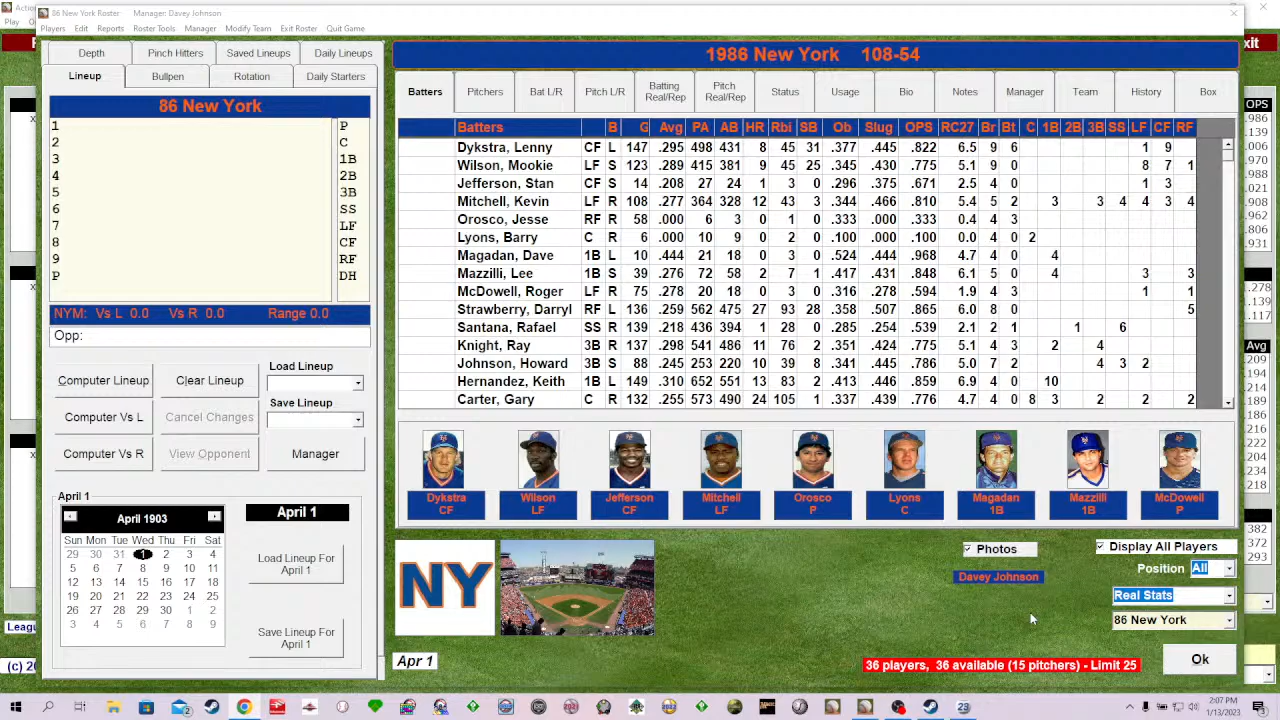 86 New York Roster Manager: Davey Johnson
Players Edit Reports Roster Tools Manager Modify Team Exit Roster Quit Game
Depth Pinch Hitters Saved Lineups Daily Lineups
Lineup Bullpen Rotation Daily Starters
86 New York
1 P
2 C
3 1B
4 2B
5 3B
6 SS
7 LF
8 CF
9 RF
P DH
NYM: Vs L 0.0 Vs R 0.0 Range 0.0
Opp:
Computer Lineup Clear Lineup Load Lineup
Computer Vs L Cancel Changes Save Lineup
Computer Vs R View Opponent Manager
April 1
April 1903
Sun Mon Tue Wed Thu Fri Sat
29 30 31 1 2 3 4
5 6 7 8 9 10 11
12 13 14 15 16 17 18
19 20 21 22 23 24 25
26 27 28 29 30 1 2
3 4 5 6 7 8 9
April 1
Load Lineup For
April 1
Save Lineup For
April 1
1986 New York 108-54
Batters Pitchers Bat L/R Pitch L/R Batting Real/Rep Pitch Real/Rep Status Usage Bio Notes Manager Team History Box
Batters B G Avg PA AB HR Rbi SB Ob Slug OPS RC27 Br Bt C 1B 2B 3B SS LF CF RF
Dykstra, Lenny CF L 147 .295 498 431 8 45 31 .377 .445 .822 6.5 9 6 1 9
Wilson, Mookie LF S 123 .289 415 381 9 45 25 .345 .430 .775 5.1 9 0 8 7 1
Jefferson, Stan CF S 14 .208 27 24 1 3 0 .296 .375 .671 2.5 4 0 1 3
Mitchell, Kevin LF R 108 .277 364 328 12 43 3 .344 .466 .810 5.4 5 2 3 3 4 4 3 4
Orosco, Jesse RF R 58 .000 6 3 0 1 0 .333 .000 .333 0.4 4 3
Lyons, Barry C R 6 .000 10 9 0 2 0 .100 .000 .100 0.0 4 0 2
Magadan, Dave 1B L 10 .444 21 18 0 3 0 .524 .444 .968 4.7 4 0 4
Mazzilli, Lee 1B S 39 .276 72 58 2 7 1 .417 .431 .848 6.1 5 0 4 3 3
McDowell, Roger LF R 75 .278 20 18 0 3 0 .316 .278 .594 1.9 4 3 1 1
Strawberry, Darryl RF L 136 .259 562 475 27 93 28 .358 .507 .865 6.0 8 0 5
Santana, Rafael SS R 139 .218 436 394 1 28 0 .285 .254 .539 2.1 2 1 1 6
Knight, Ray 3B R 137 .298 541 486 11 76 2 .351 .424 .775 5.1 4 3 2 4
Johnson, Howard 3B S 88 .245 253 220 10 39 8 .341 .445 .786 5.0 7 2 4 3 2
Hernandez, Keith 1B L 149 .310 652 551 13 83 2 .413 .446 .859 6.9 4 0 10
Carter, Gary C R 132 .255 573 490 24 105 1 .337 .439 .776 5.2 4 0 8 3 2 2 2
Dykstra Wilson Jefferson Mitchell Orosco Lyons Magadan Mazzilli McDowell
CF LF CF LF P C 1B 1B P
NY
Photos
Davey Johnson
Display All Players
Position All
Real Stats
86 New York
Apr 1
36 players, 36 available (15 pitchers) - Limit 25
Ok
2:07 PM
1/13/2023